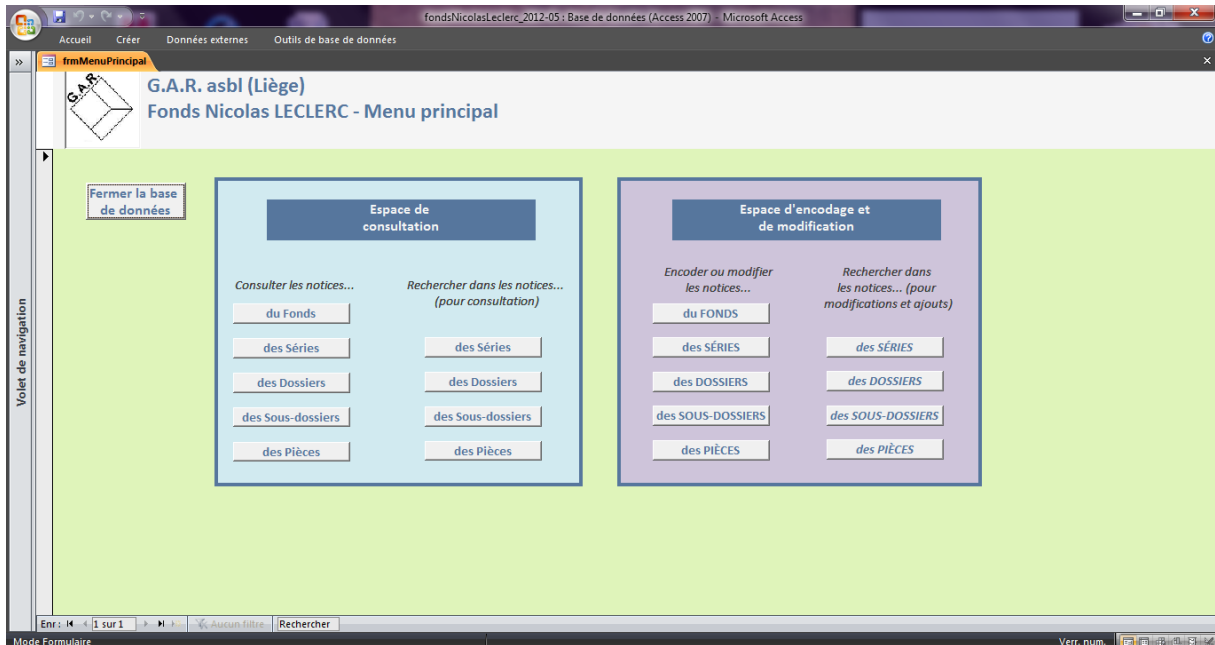 fondsNicolasLeclerc_2012-05 : Base de données (Access 2007) - Microsoft Access
Accueil Créer Données externes Outils de base de données
frmMenuPrincipal
G.A.R.
G.A.R. asbl (Liège)
Fonds Nicolas LECLERC - Menu principal
Volet de navigation
Fermer la base
de données
Espace de
consultation
Consulter les notices...
du Fonds
des Séries
des Dossiers
des Sous-dossiers
des Pièces
Rechercher dans les notices...
(pour consultation)
des Séries
des Dossiers
des Sous-dossiers
des Pièces
Espace d'encodage et
de modification
Encoder ou modifier
les notices...
du FONDS
des SÉRIES
des DOSSIERS
des SOUS-DOSSIERS
des PIÈCES
Rechercher dans
les notices... (pour
modifications et ajouts)
des SÉRIES
des DOSSIERS
des SOUS-DOSSIERS
des PIÈCES
Enr : 1 sur 1 Aucun filtre Rechercher
Mode Formulaire Verr. num.